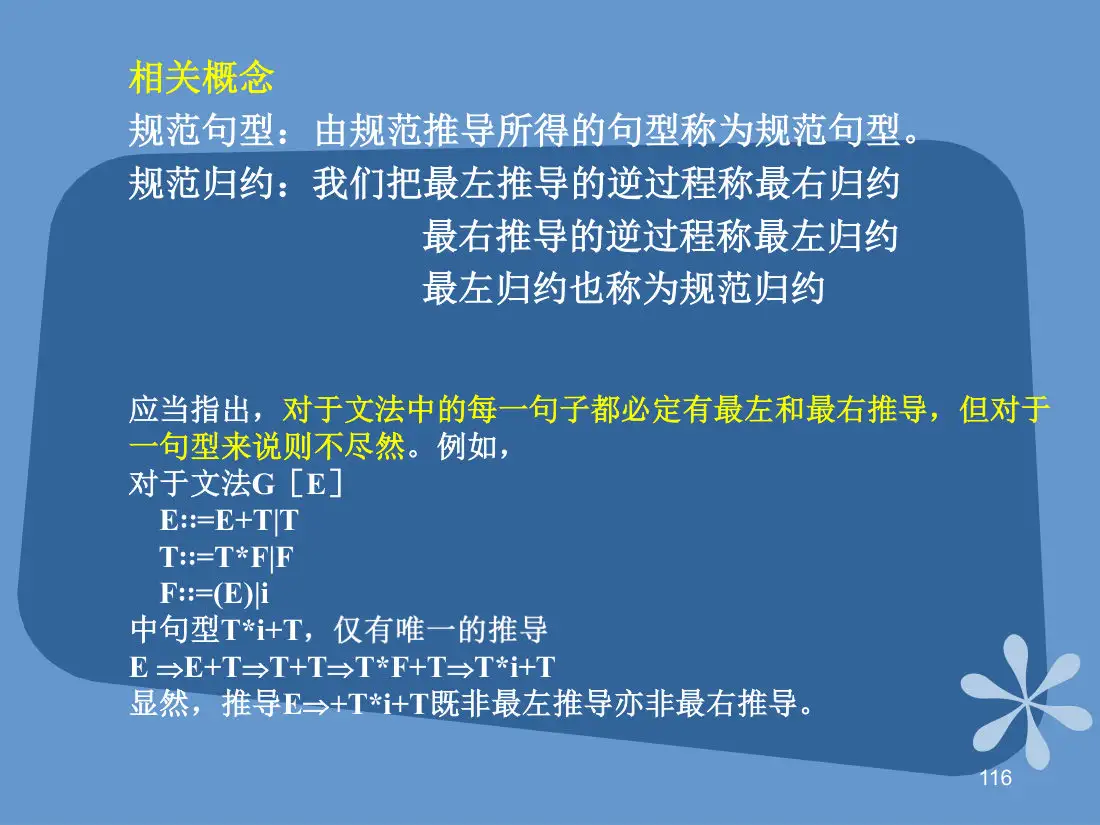 相关概念
规范句型：由规范推导所得的句型称为规范句型。
规范归约：我们把最左推导的逆过程称最右归约
最右推导的逆过程称最左归约
最左归约也称为规范归约
应当指出，对于文法中的每一句子都必定有最左和最右推导，但对于
一句型来说则不尽然。例如，
对于文法G［E］
E∷=E+T|T
T∷=T*F|F
F∷=(E)|i
中句型T*i+T，仅有唯一的推导
E ⇒E+T⇒T+T⇒T*F+T⇒T*i+T
显然，推导E⇒+T*i+T既非最左推导亦非最右推导。
116